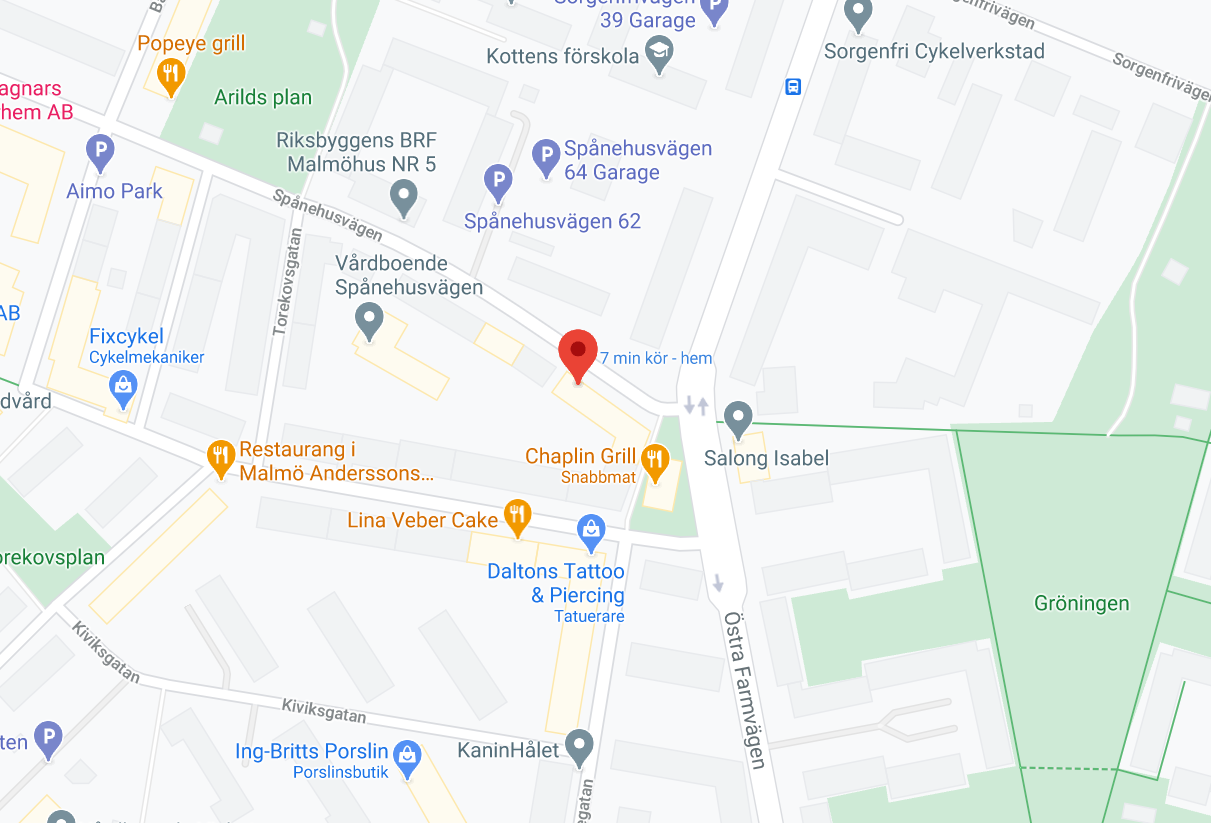 Sorgenfrivägen
39 Garage
Sorgenfrivägen
Popeye grill
Kottens förskola
Sorgenfri Cykelverkstad
Sorgenfrivägen
agnars
hem AB
Arilds plan
Riksbyggens BRF
Malmöhus NR 5
Spånehusvägen
64 Garage
P
P
P
P
Aimo Park
Spånehusvägen 62
Spånehusvägen
Torekovsgatan
Vårdboende
Spånehusvägen
AB
Fixcykel
Cykelmekaniker
7 min kör - hem
dvård
Restaurang i
Malmö Anderssons...
Chaplin Grill
Snabbmat
Salong Isabel
Lina Veber Cake
orekovsplan
Daltons Tattoo
& Piercing
Tatuerare
Gröningen
Östra Farmvägen
Kiviksgatan
Kiviksgatan
ten
P
Ing-Britts Porslin
Porslinsbutik
KaninHålet
egatan